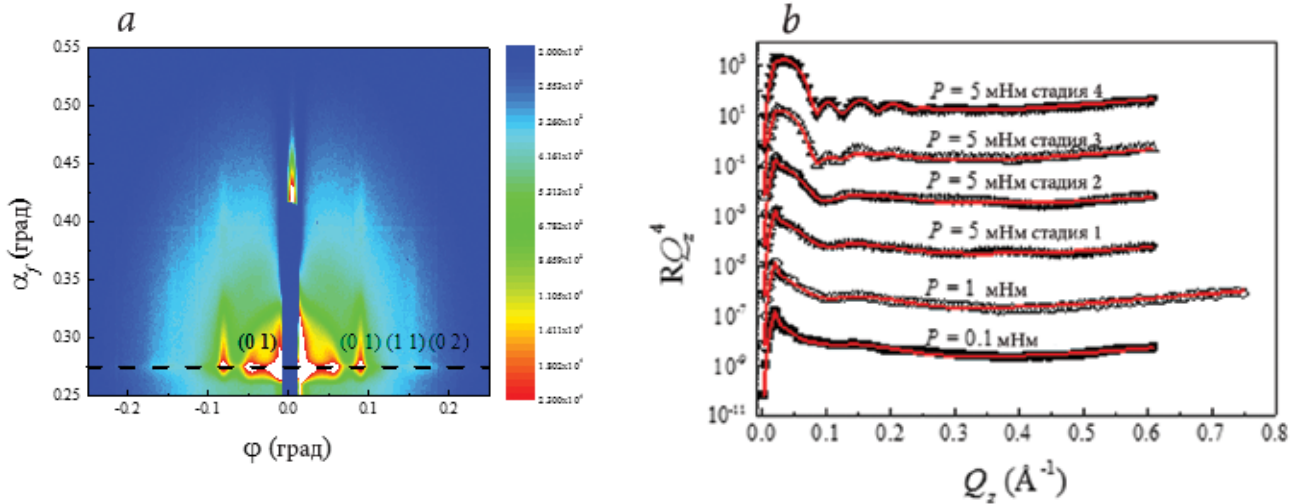 a
0.55
0.50
0.45
0.40
0.35
0.30
0.25
α_f (град)
(0 1)
(0 1) (1 1) (0 2)
-0.2
-0.1
0.0
0.1
0.2
φ (град)
b
10³
10¹
10⁻¹
10⁻³
10⁻⁵
10⁻⁷
10⁻⁹
10⁻¹¹
RQ_z⁴
P = 5 мНм стадия 4
P = 5 мНм стадия 3
P = 5 мНм стадия 2
P = 5 мНм стадия 1
P = 1 мНм
P = 0.1 мНм
0.0 0.1 0.2 0.3 0.4 0.5 0.6 0.7 0.8
Q_z (Å⁻¹)